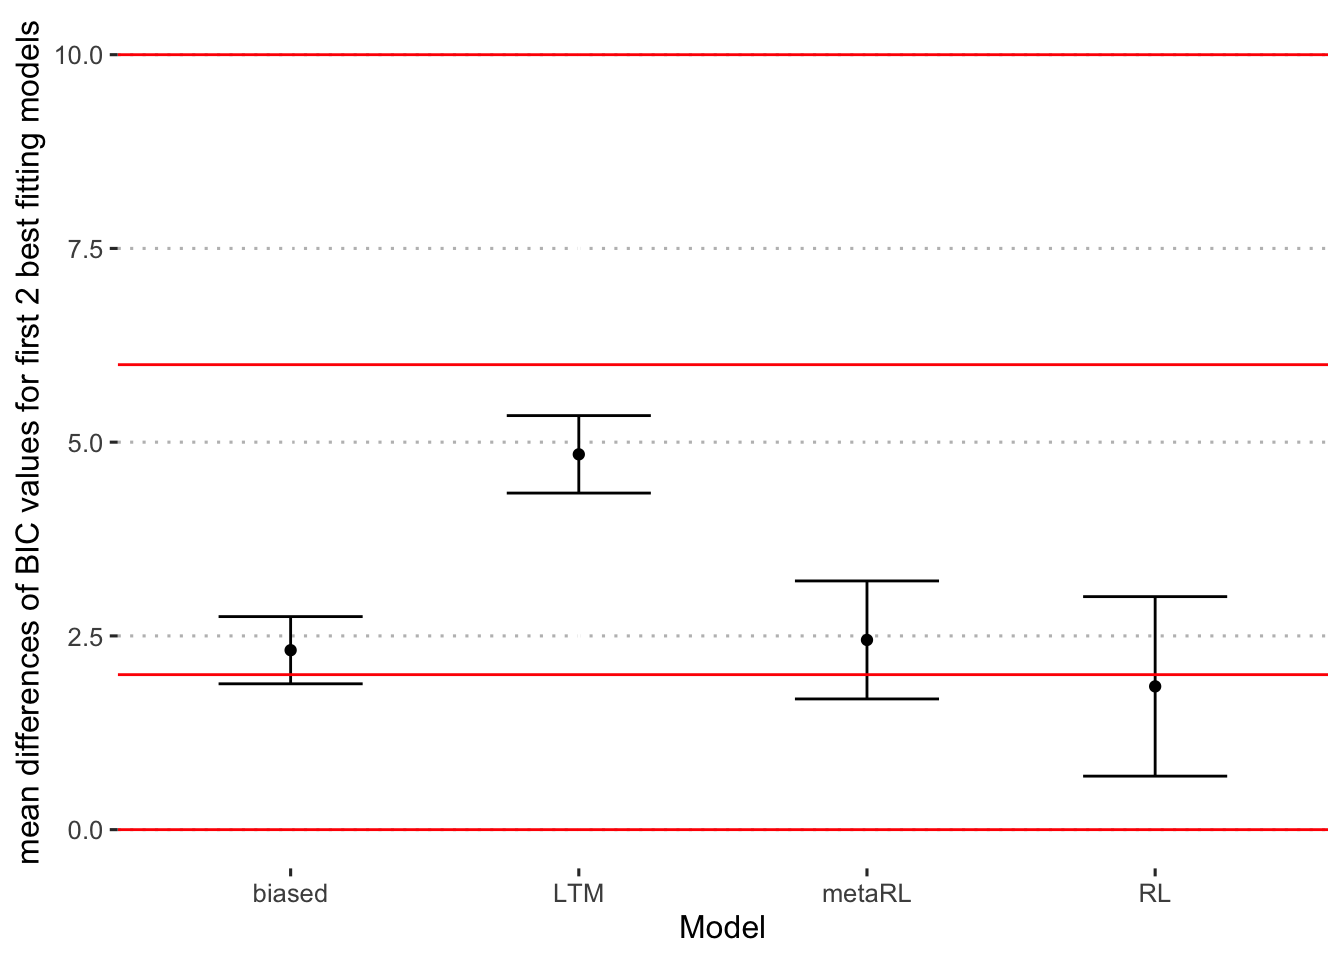 mean differences of BIC values for first 2 best fitting models
10.0
7.5
5.0
2.5
0.0
biased LTM metaRL RL
Model